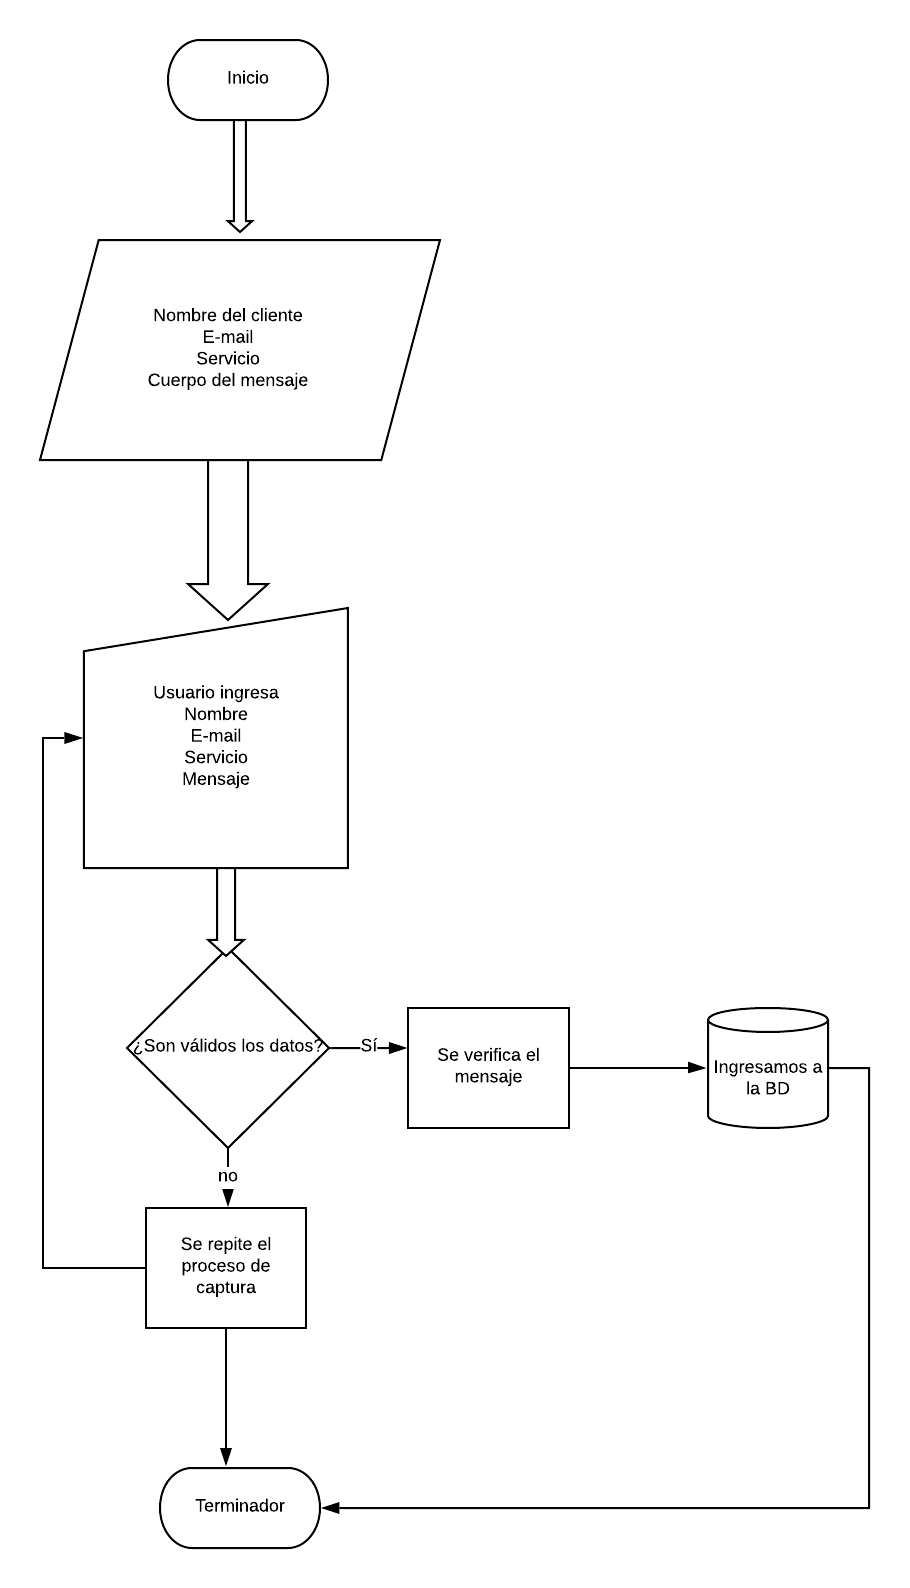 Inicio
Nombre del cliente
E-mail
Servicio
Cuerpo del mensaje
Usuario ingresa
Nombre
E-mail
Servicio
Mensaje
¿Son válidos los datos?
Sí
Se verifica el
mensaje
Ingresamos a
la BD
no
Se repite el
proceso de
captura
Terminador